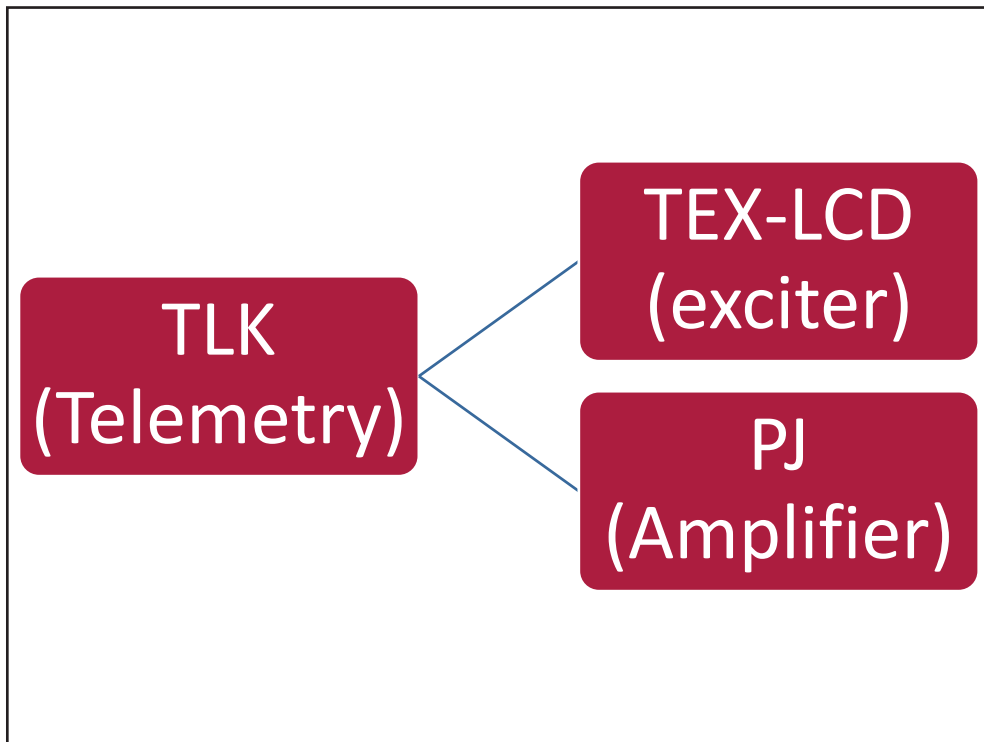 TLK
(Telemetry)
TEX-LCD
(exciter)
PJ
(Amplifier)